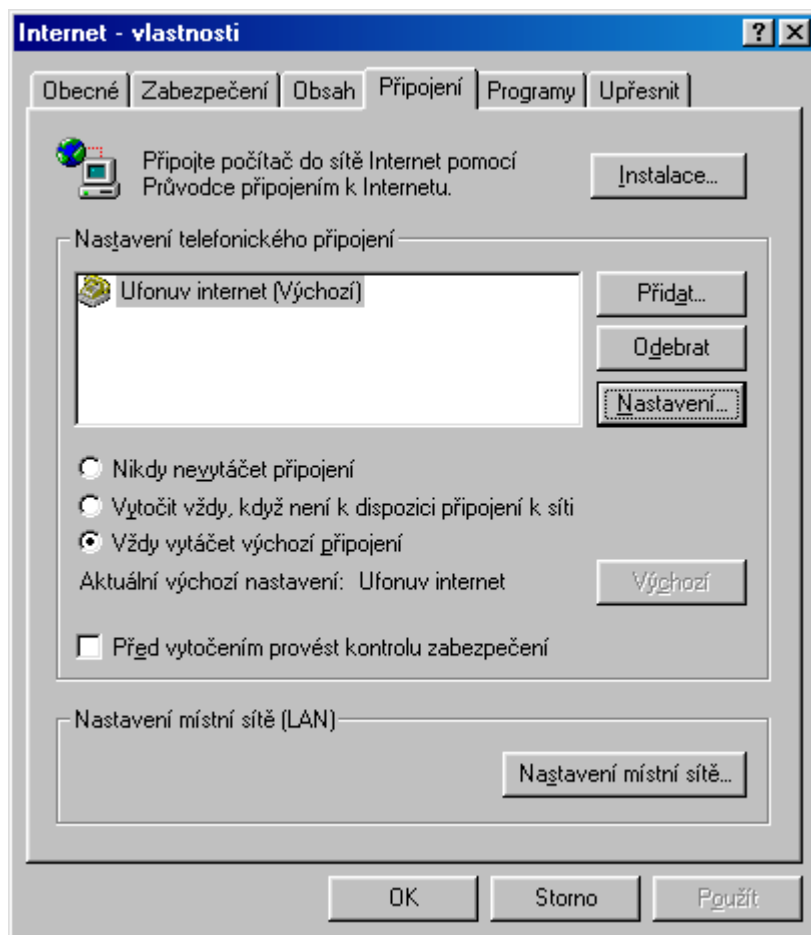 Internet - vlastnosti
Obecné Zabezpečení Obsah Připojení Programy Upřesnit
Připojte počítač do sítě Internet pomocí
Průvodce připojením k Internetu.
Instalace...
Nastavení telefonického připojení
Ufonuv internet (Výchozí)
Přidat...
Odebrat
Nastavení...
Nikdy nevytáčet připojení
Vytočit vždy, když není k dispozici připojení k síti
Vždy vytáčet výchozí připojení
Aktuální výchozí nastavení: Ufonuv internet
Výchozí
Před vytočením provést kontrolu zabezpečení
Nastavení místní sítě (LAN)
Nastavení místní sítě...
OK Storno Použít